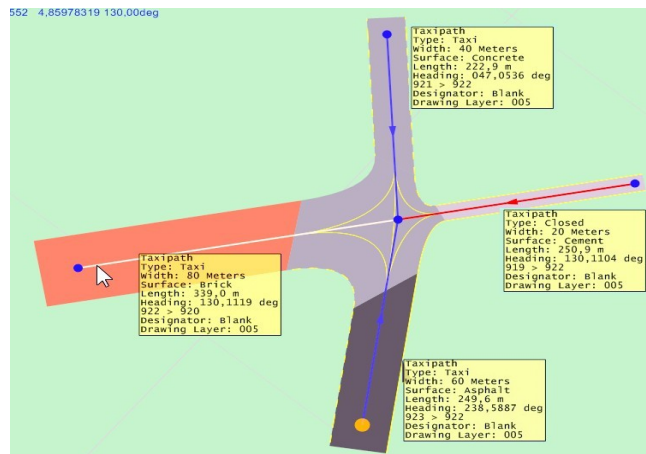 552 4,85978319 130,00deg
Taxipath
Type: Taxi
Width: 40 Meters
Surface: Concrete
Length: 222,9 m
Heading: 047,0536 deg
921 > 922
Designator: Blank
Drawing Layer: 005
Taxipath
Type: Closed
Width: 20 Meters
Surface: Cement
Length: 250,9 m
Heading: 130,1104 deg
919 > 922
Designator: Blank
Drawing Layer: 005
Taxipath
Type: Taxi
Width: 80 Meters
Surface: Brick
Length: 339,0 m
Heading: 130,1119 deg
922 > 920
Designator: Blank
Drawing Layer: 005
Taxipath
Type: Taxi
Width: 60 Meters
Surface: Asphalt
Length: 249,6 m
Heading: 238,5887 deg
923 > 922
Designator: Blank
Drawing Layer: 005